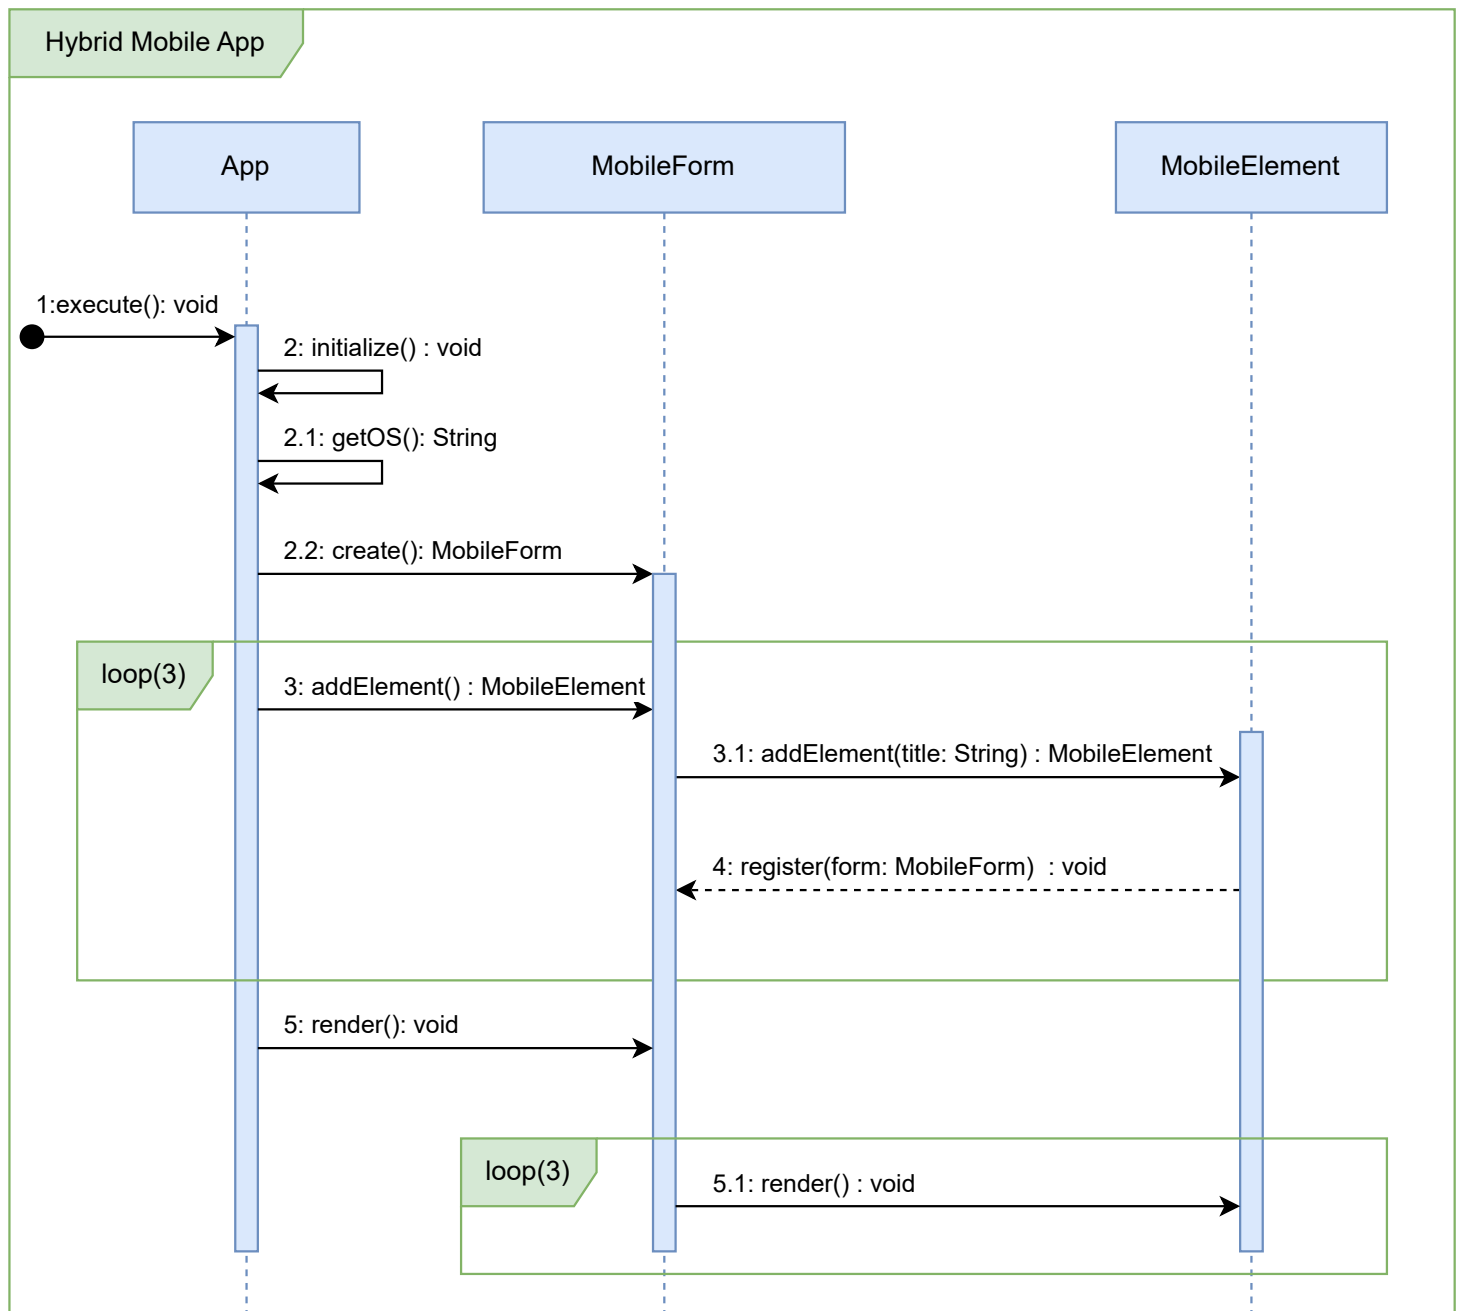 Hybrid Mobile App
App
MobileForm
MobileElement
1:execute(): void
2: initialize() : void
2.1: getOS(): String
2.2: create(): MobileForm
loop(3)
3: addElement() : MobileElement
3.1: addElement(title: String) : MobileElement
4: register(form: MobileForm)  : void
5: render(): void
loop(3)
5.1: render() : void